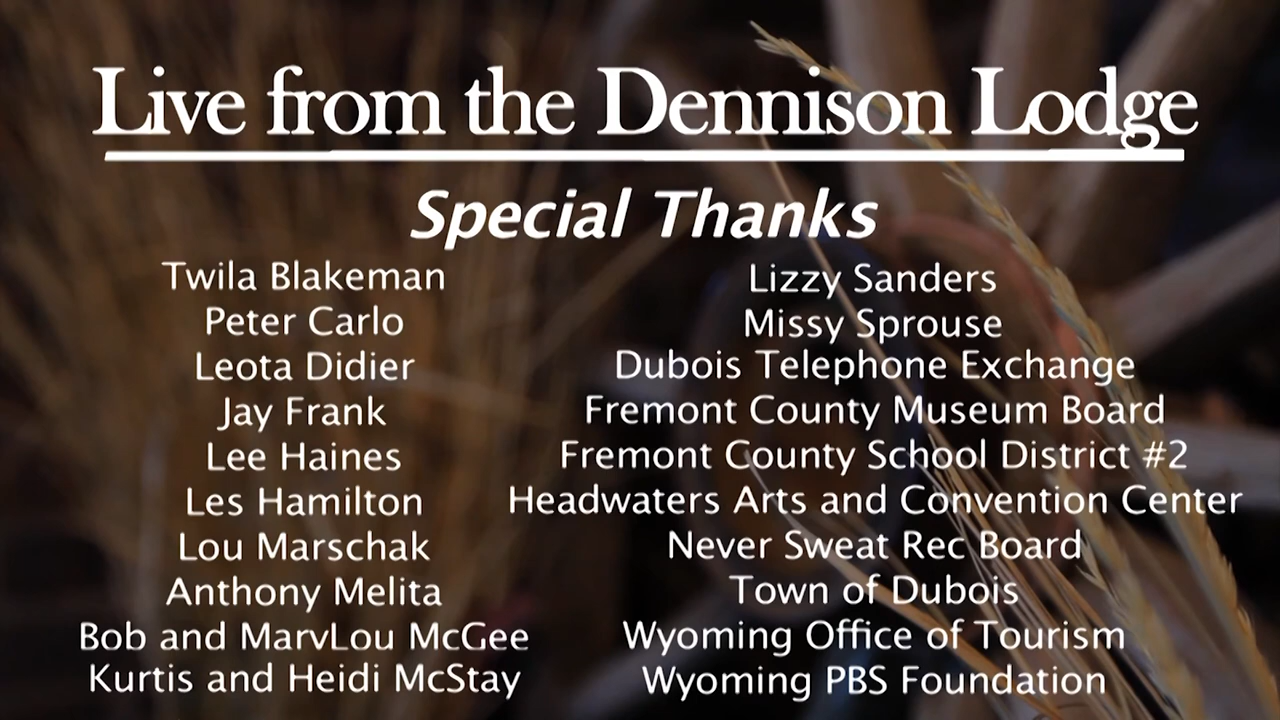 Live from the Dennison Lodge
Special Thanks
Twila Blakeman
Peter Carlo
Leota Didier
Jay Frank
Lee Haines
Les Hamilton
Lou Marschak
Anthony Melita
Bob and MarvLou McGee
Kurtis and Heidi McStay
Lizzy Sanders
Missy Sprouse
Dubois Telephone Exchange
Fremont County Museum Board
Fremont County School District #2
Headwaters Arts and Convention Center
Never Sweat Rec Board
Town of Dubois
Wyoming Office of Tourism
Wyoming PBS Foundation